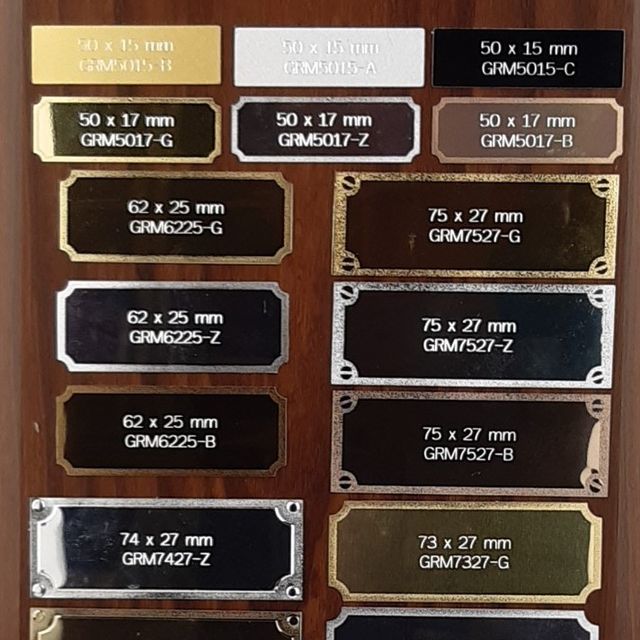 50 x 15 mm
GRM5015-B
50 x 15 mm
GRM5015-A
50 x 15 mm
GRM5015-C
50 x 17 mm
GRM5017-G
50 x 17 mm
GRM5017-Z
50 x 17 mm
GRM5017-B
62 x 25 mm
GRM6225-G
75 x 27 mm
GRM7527-G
62 x 25 mm
GRM6225-Z
75 x 27 mm
GRM7527-Z
62 x 25 mm
GRM6225-B
75 x 27 mm
GRM7527-B
74 x 27 mm
GRM7427-Z
73 x 27 mm
GRM7327-G